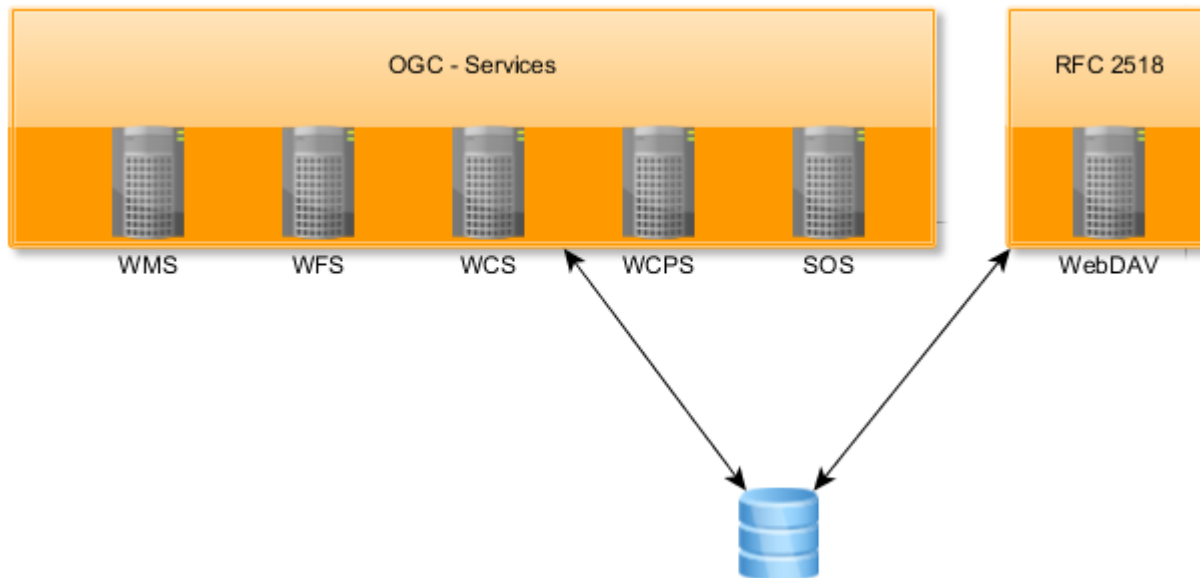 OGC - Services
RFC 2518
WMS
WFS
WCS
WCPS
SOS
WebDAV